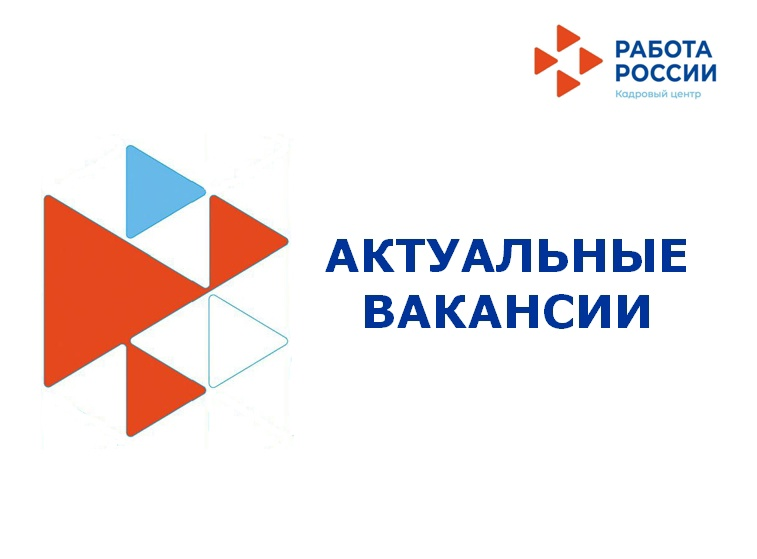 РАБОТА
РОССИИ
Кадровый центр
АКТУАЛЬНЫЕ
ВАКАНСИИ